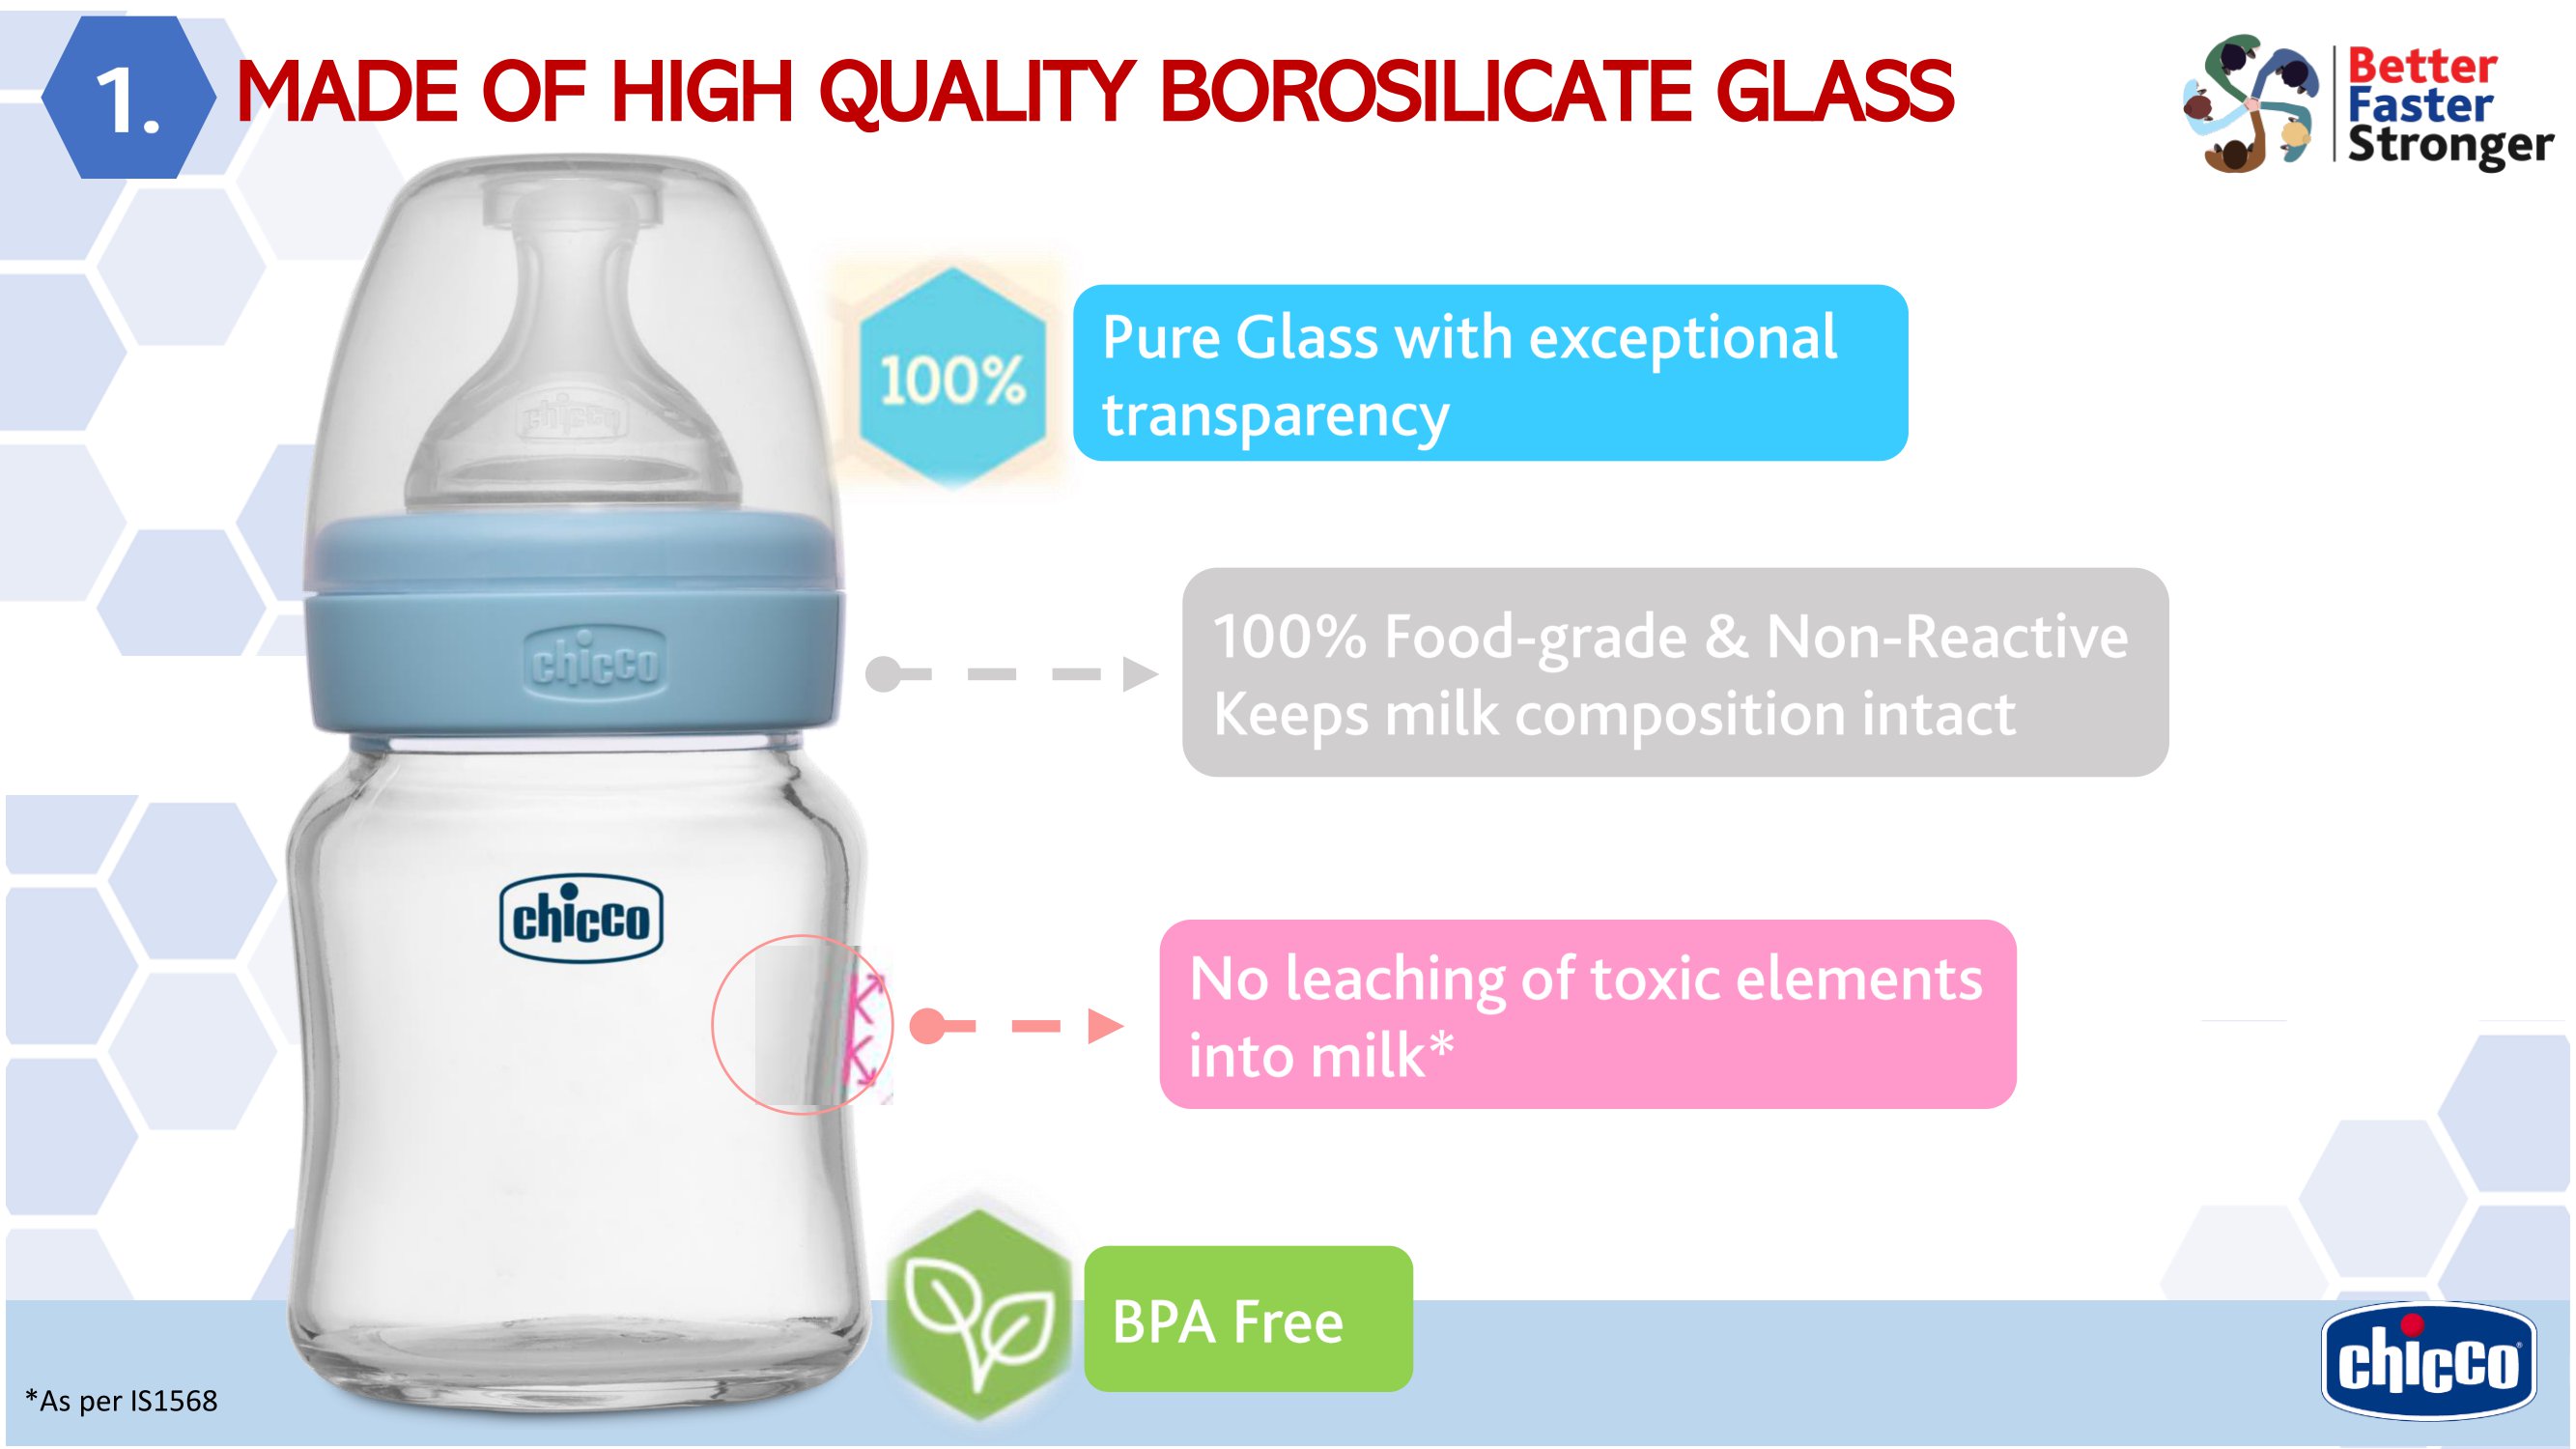 1.
MADE OF HIGH QUALITY BOROSILICATE GLASS
Better
Faster
Stronger
100%
Pure Glass with exceptional
transparency
chicco
100% Food-grade & Non-Reactive
Keeps milk composition intact
chicco
chicco
No leaching of toxic elements
into milk*
BPA Free
chicco
*As per IS1568